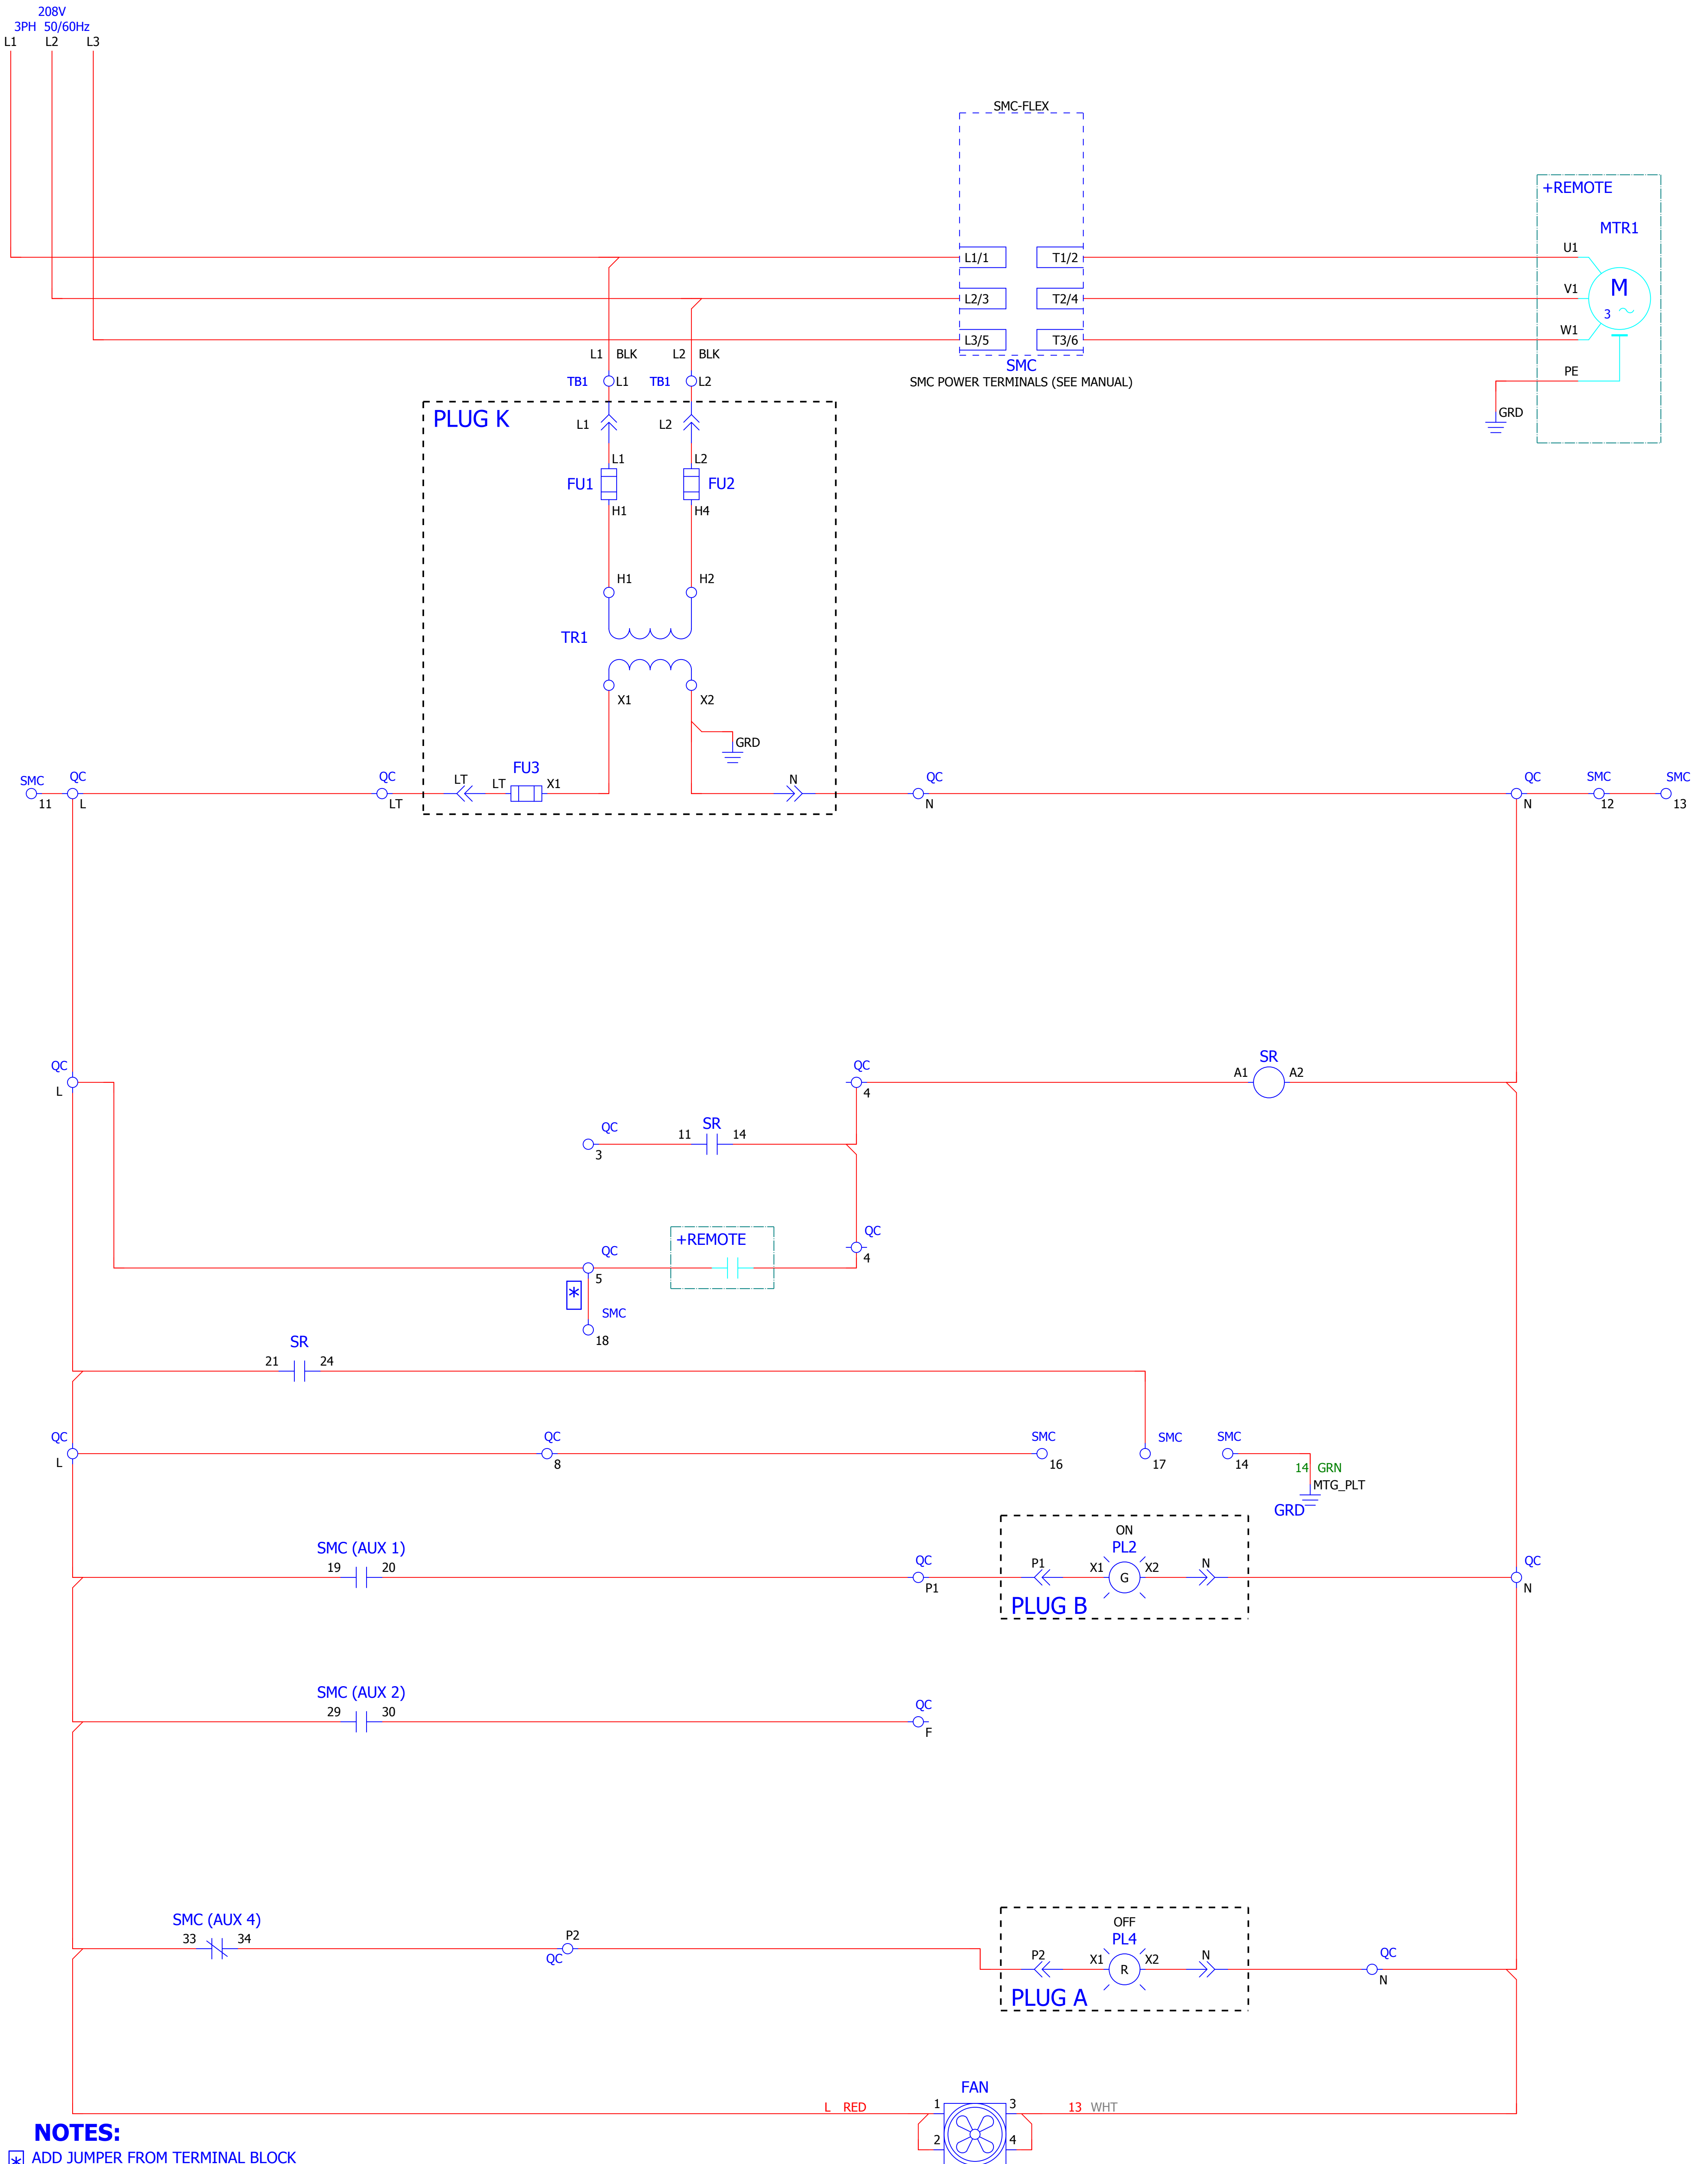 208V
3PH 50/60Hz
L1 L2 L3
SMC-FLEX
+REMOTE
MTR1
L1/1 T1/2 U1
L2/3 T2/4 V1
M
3
L3/5 T3/6 W1
L1 BLK L2 BLK
SMC
SMC POWER TERMINALS (SEE MANUAL)
PE
TB1 L1 TB1 L2
GRD
PLUG K
L1 L2
L1 L2
FU1 FU2
H1 H4
H1 H2
TR1
X1 X2
GRD
FU3
SMC QC QC LT LT X1 N QC QC SMC SMC
11 L LT N N 12 13
QC QC SR
L 4 A1 A2
QC SR
3 11 14
+REMOTE QC
4
QC
5
*
SMC
18
SR
21 24
QC QC SMC SMC SMC
L 8 16 17 14
14 GRN
MTG_PLT
GRD
ON
SMC (AUX 1) PL2
19 20 QC P1 X1 G X2 N QC
P1 N
PLUG B
SMC (AUX 2)
29 30 QC
F
SMC (AUX 4) OFF
33 34 P2 PL4
QC P2 X1 R X2 N QC
N
PLUG A
FAN
L RED 1 3 13 WHT
2 4
NOTES:
* ADD JUMPER FROM TERMINAL BLOCK